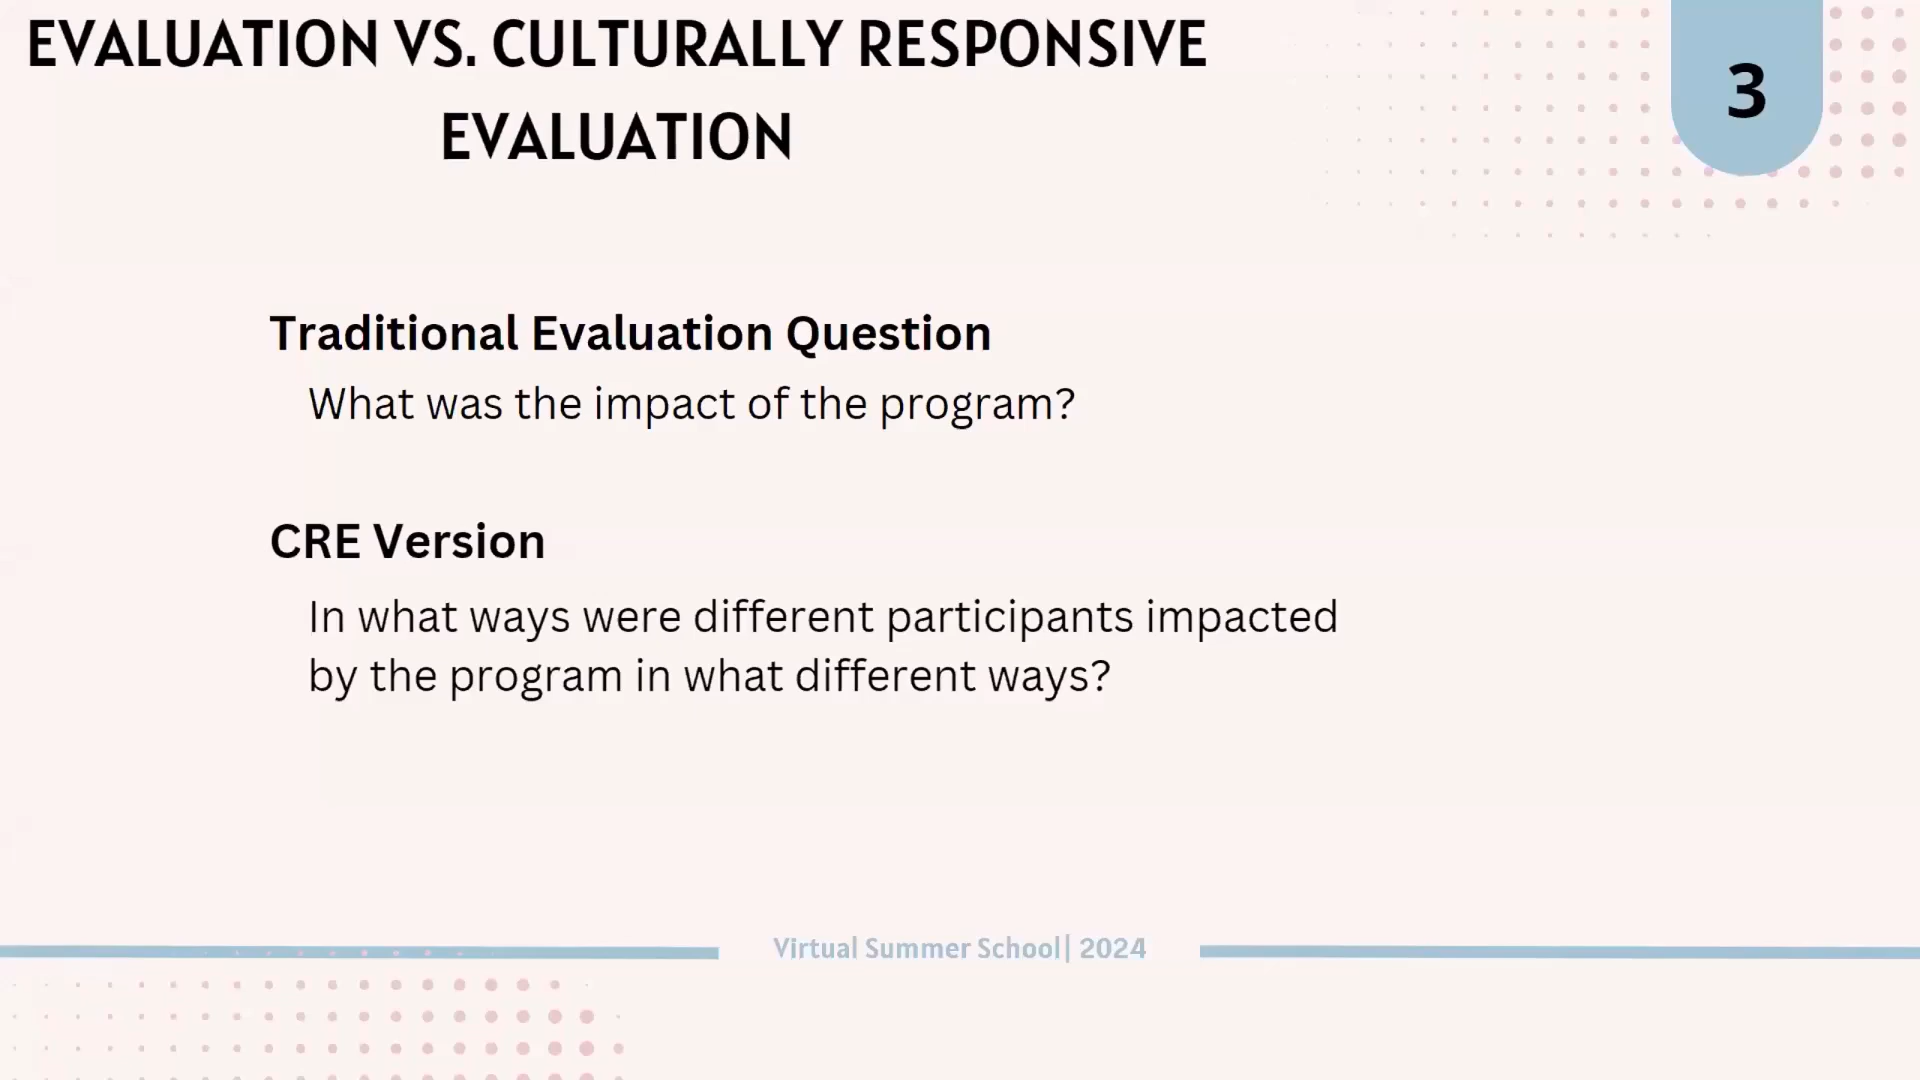 EVALUATION VS. CULTURALLY RESPONSIVE
EVALUATION
3
Traditional Evaluation Question
What was the impact of the program?
CRE Version
In what ways were different participants impacted
by the program in what different ways?
Virtual Summer School| 2024